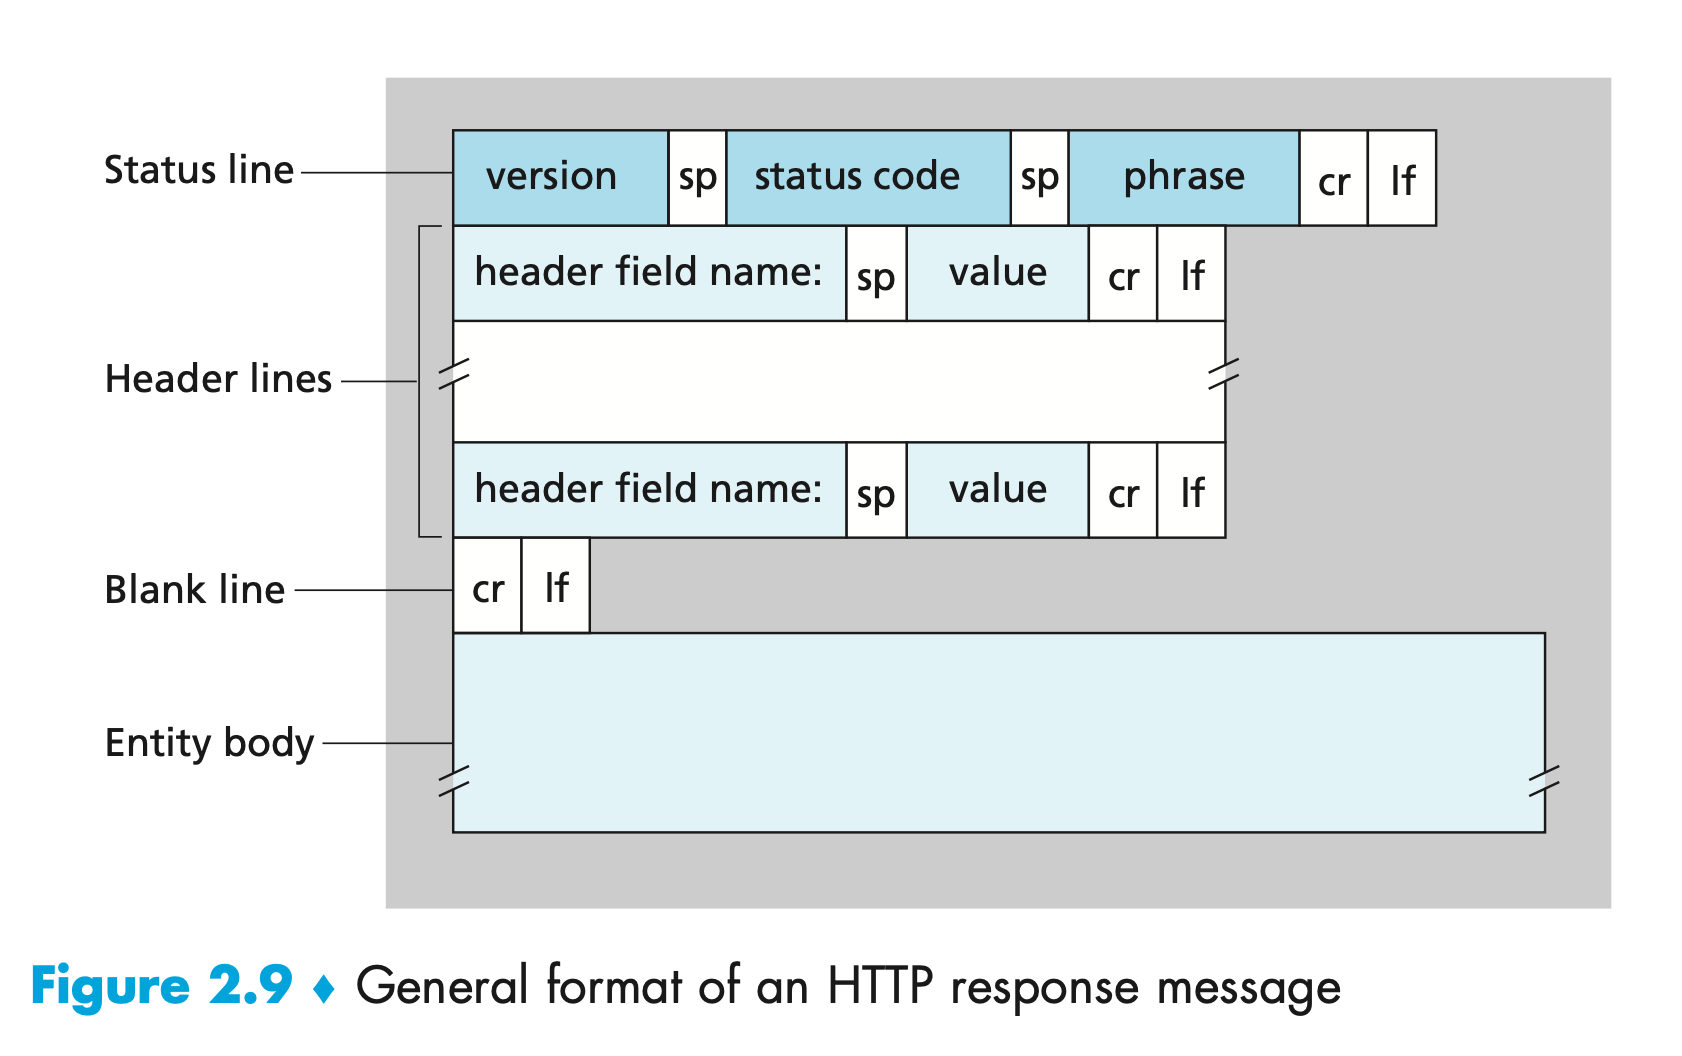 Status line version sp status code sp phrase cr lf
header field name: sp value cr lf
Header lines
header field name: sp value cr lf
Blank line cr lf
Entity body
Figure 2.9 ♦ General format of an HTTP response message